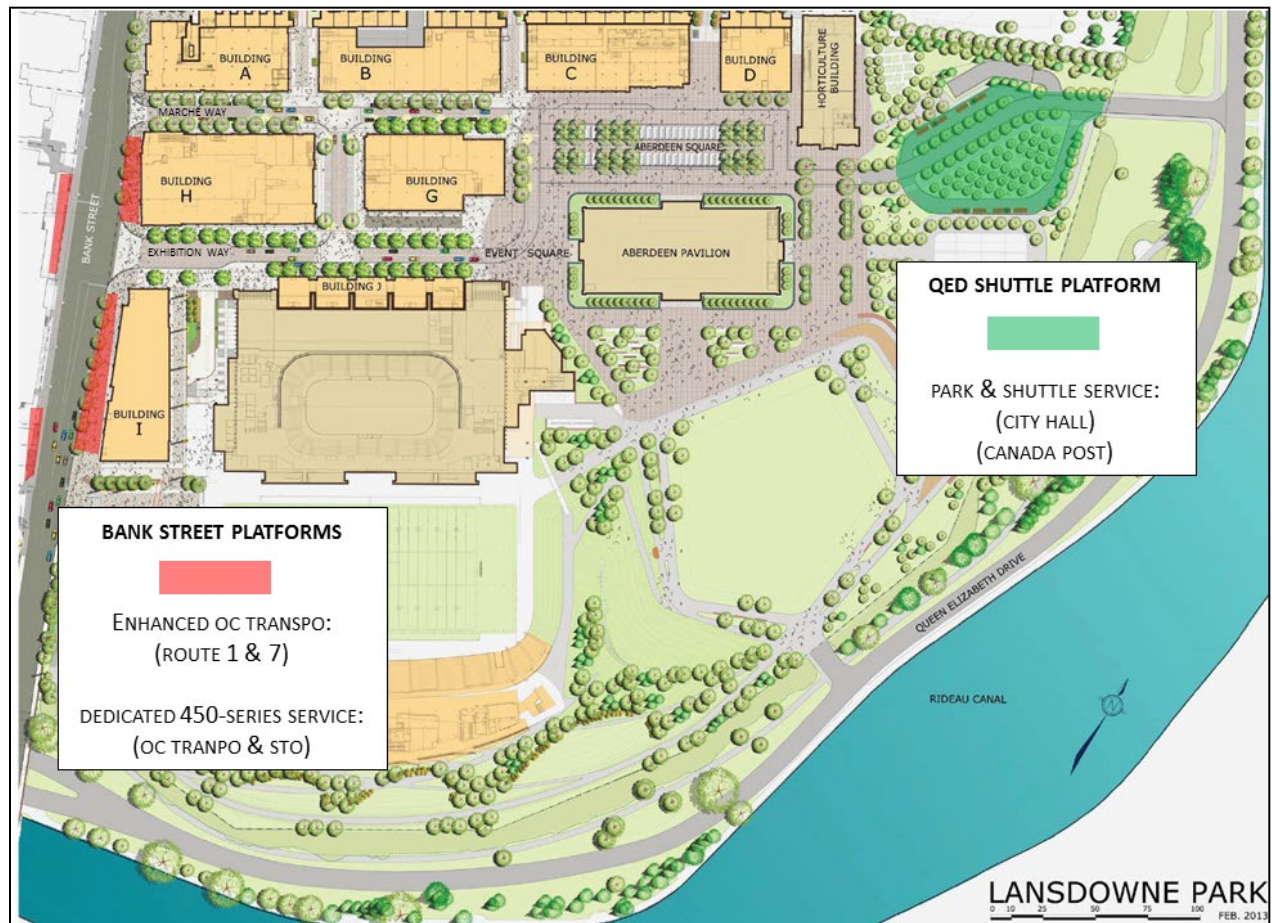 BUILDING
A
BUILDING
B
BUILDING
C
BUILDING
D
HORTICULTURE
BUILDING
MARCHÉ WAY
ABERDEEN SQUARE
BANK STREET
BUILDING
H
BUILDING
G
EXHIBITION WAY
EVENT SQUARE
ABERDEEN PAVILION
BUILDING J
BUILDING
I
QED SHUTTLE PLATFORM
PARK & SHUTTLE SERVICE:
(CITY HALL)
(CANADA POST)
BANK STREET PLATFORMS
ENHANCED OC TRANSPO:
(ROUTE 1 & 7)
DEDICATED 450-SERIES SERVICE:
(OC TRANPO & STO)
QUEEN ELIZABETH DRIVE
RIDEAU CANAL
N
LANSDOWNE PARK
0 10 25 50 75 100
FEB. 2013